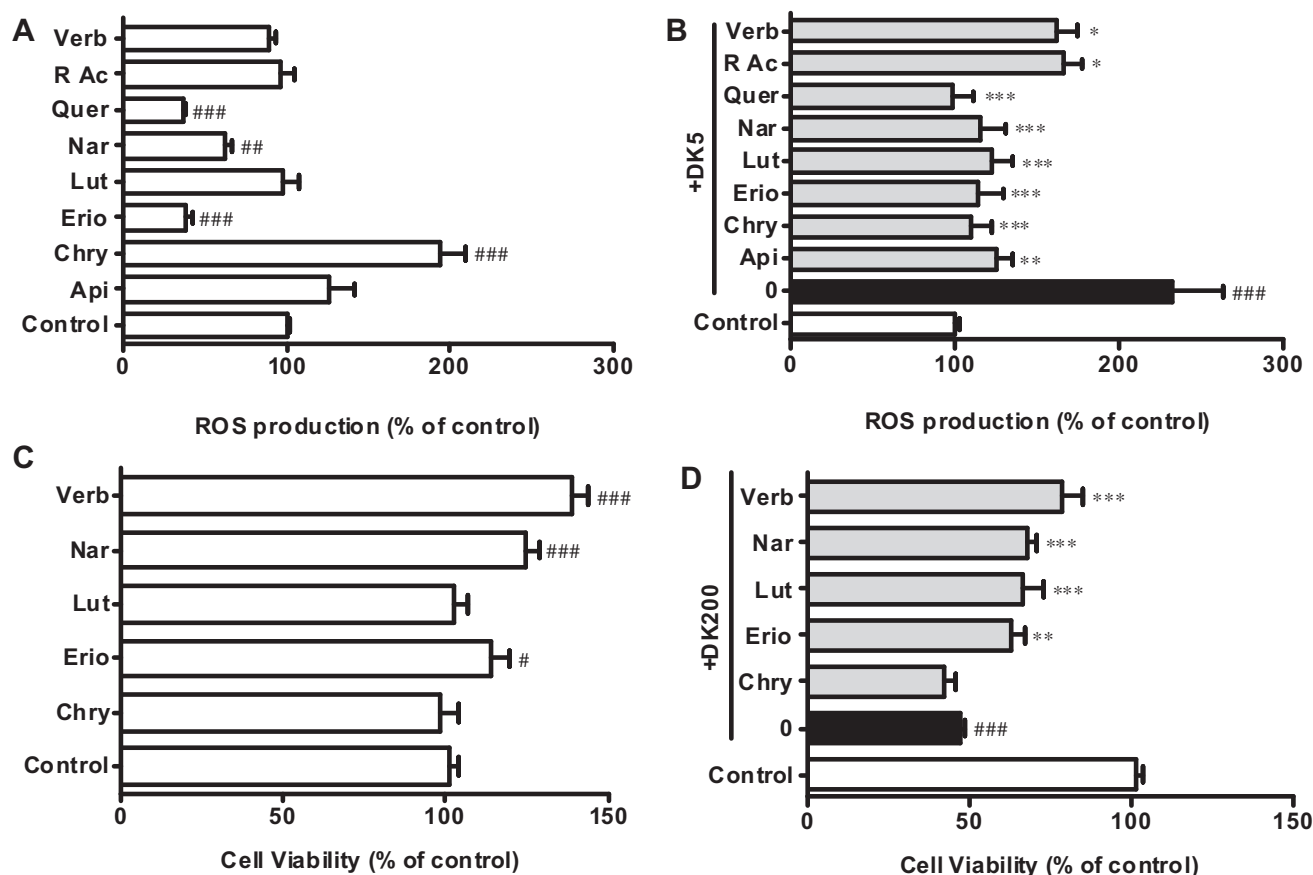 A
Verb
R Ac
Quer ###
Nar ##
Lut
Erio ###
Chry ###
Api
Control
0 100 200 300
ROS production (% of control)
B
+DK5
Verb *
R Ac *
Quer ***
Nar ***
Lut ***
Erio ***
Chry ***
Api **
0 ###
Control
0 100 200 300
ROS production (% of control)
C
Verb ###
Nar ###
Lut
Erio #
Chry
Control
0 50 100 150
Cell Viability (% of control)
D
+DK200
Verb ***
Nar ***
Lut ***
Erio **
Chry
0 ###
Control
0 50 100 150
Cell Viability (% of control)